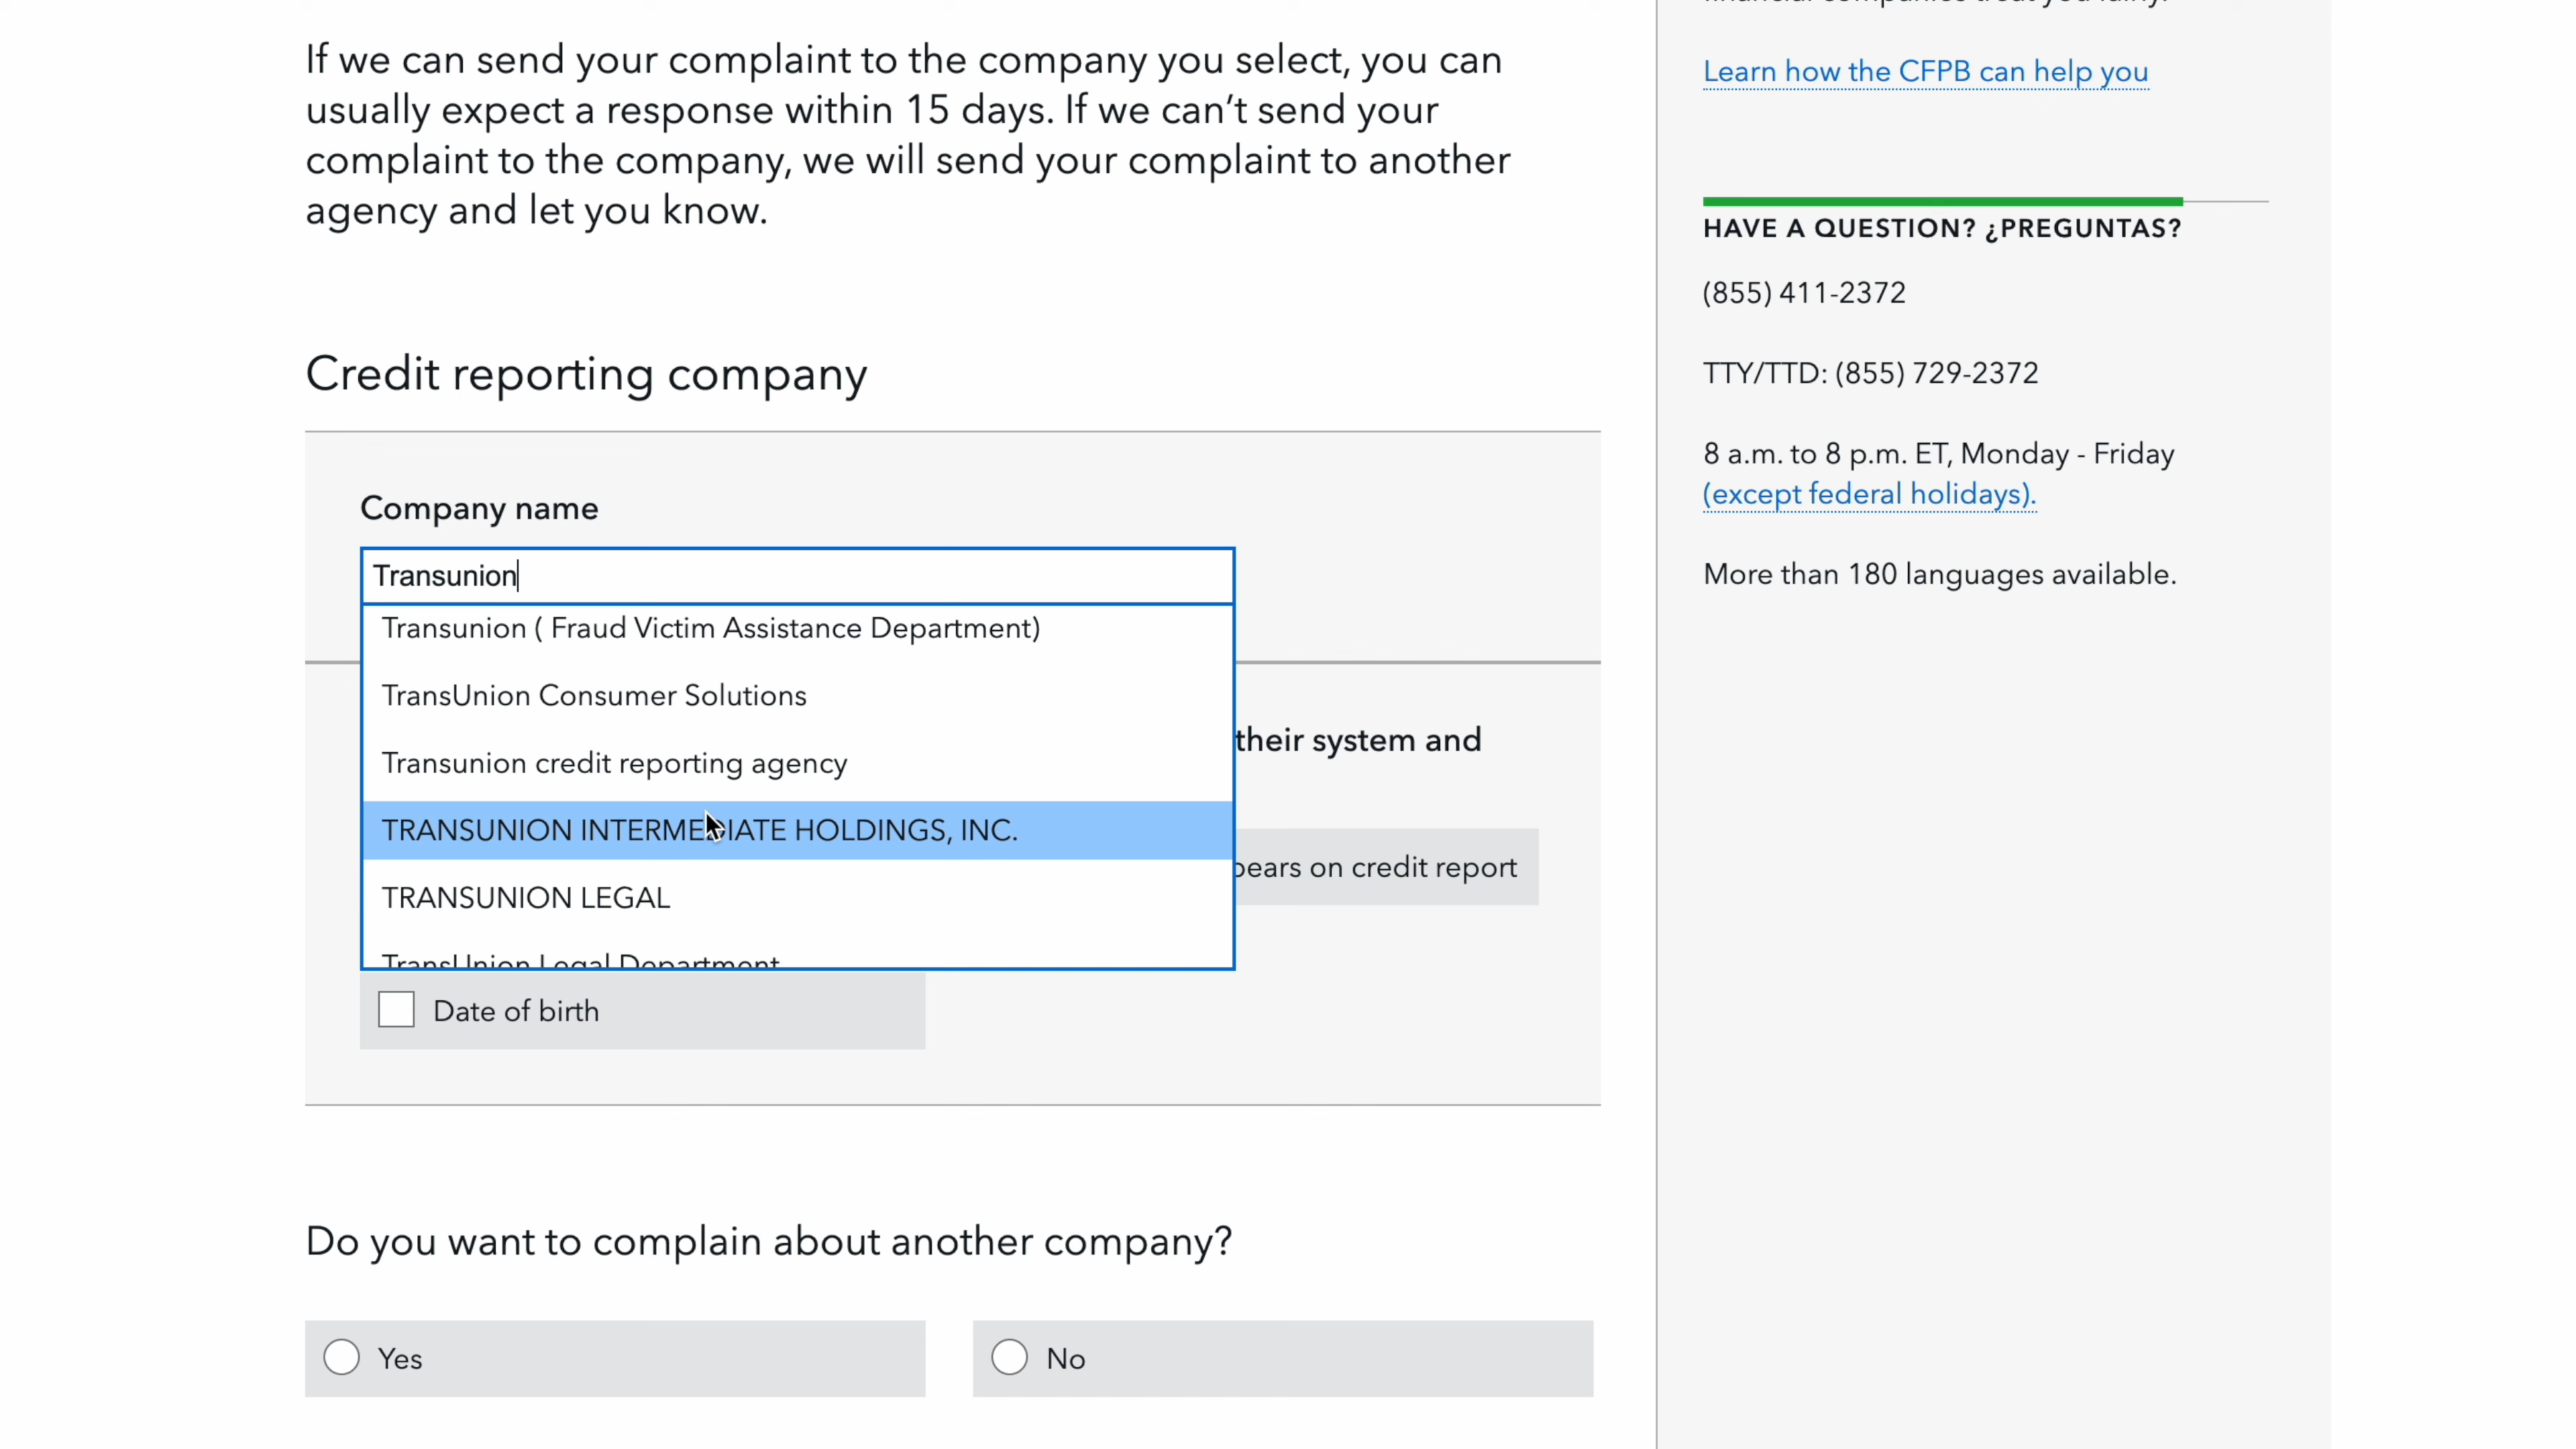 If we can send your complaint to the company you select, you can
usually expect a response within 15 days. If we can’t send your
complaint to the company, we will send your complaint to another
agency and let you know.
Credit reporting company
Company name
Transunion
Transunion ( Fraud Victim Assistance Department)
TransUnion Consumer Solutions
Transunion credit reporting agency
TRANSUNION INTERMEDIATE HOLDINGS, INC.
TRANSUNION LEGAL
TransUnion Legal Department
their system and
on credit report
Date of birth
Do you want to complain about another company?
Yes
No
Learn how the CFPB can help you
HAVE A QUESTION? ¿PREGUNTAS?
(855) 411-2372
TTY/TTD: (855) 729-2372
8 a.m. to 8 p.m. ET, Monday - Friday
(except federal holidays).
More than 180 languages available.